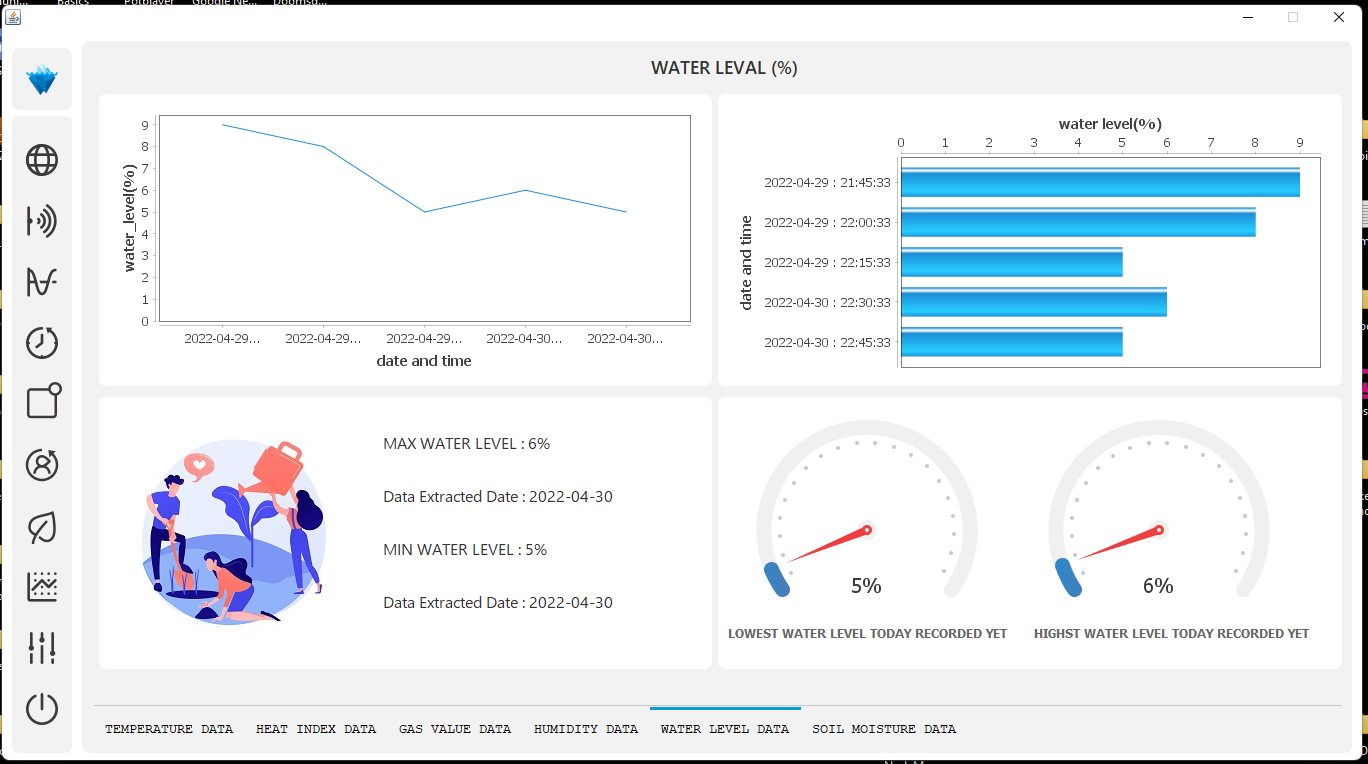 Basics Potplayer Google Ne... Doomsd...
WATER LEVAL (%)
9
8
7
6
5
4
3
2
1
0
water_level(%)
2022-04-29... 2022-04-29... 2022-04-29... 2022-04-30... 2022-04-30...
date and time
water level(%)
0 1 2 3 4 5 6 7 8 9
date and time
2022-04-29 : 21:45:33
2022-04-29 : 22:00:33
2022-04-29 : 22:15:33
2022-04-30 : 22:30:33
2022-04-30 : 22:45:33
MAX WATER LEVEL : 6%
Data Extracted Date : 2022-04-30
MIN WATER LEVEL : 5%
Data Extracted Date : 2022-04-30
5%
LOWEST WATER LEVEL TODAY RECORDED YET
6%
HIGHST WATER LEVEL TODAY RECORDED YET
TEMPERATURE DATA HEAT INDEX DATA GAS VALUE DATA HUMIDITY DATA WATER LEVEL DATA SOIL MOISTURE DATA